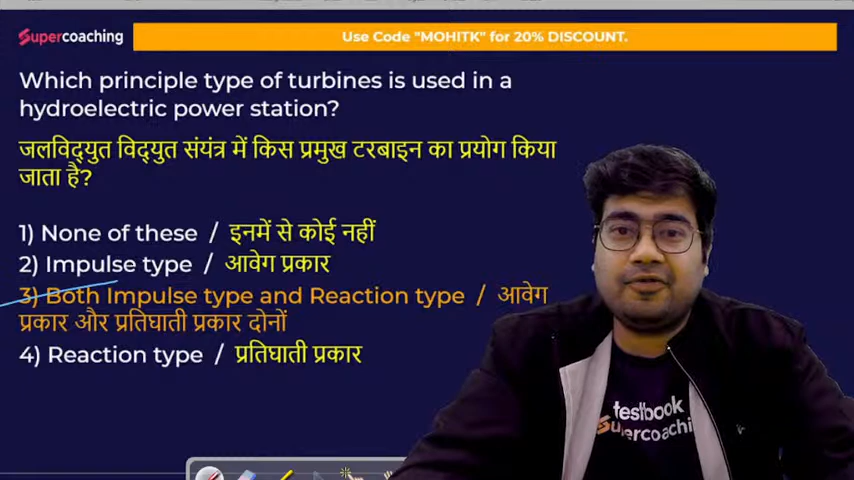 Supercoaching
Use Code "MOHITK" for 20% DISCOUNT.
Which principle type of turbines is used in a
hydroelectric power station?
जलविद्युत विद्युत संयंत्र में किस प्रमुख टरबाइन का प्रयोग किया
जाता है?
1) None of these / इनमें से कोई नहीं
2) Impulse type / आवेग प्रकार
3) Both Impulse type and Reaction type / आवेग
प्रकार और प्रतिघाती प्रकार दोनों
4) Reaction type / प्रतिघाती प्रकार
testbook
Supercoaching